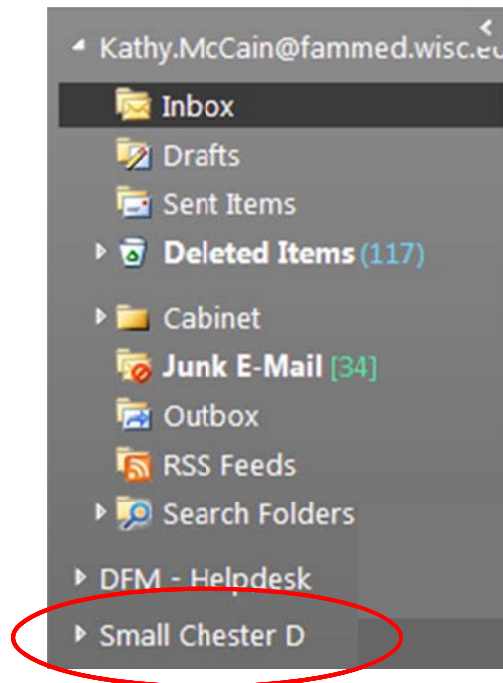 Kathy.McCain@fammed.wisc.ec
Inbox
Drafts
Sent Items
Deleted Items (117)
Cabinet
Junk E-Mail [34]
Outbox
RSS Feeds
Search Folders
DFM - Helpdesk
Small Chester D